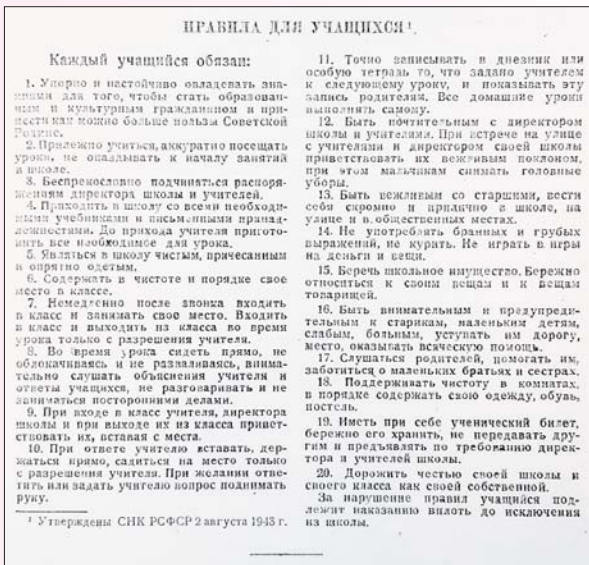 ПРАВИЛА ДЛЯ УЧАЩИХСЯ¹.
Каждый учащийся обязан:
1. Упорно и настойчиво овладевать зна-
ниями для того, чтобы стать образован-
ным и культурным гражданином и при-
нести как можно больше пользы Советской
Родине.
2. Прилежно учиться, аккуратно посещать
уроки, не опаздывать к началу занятий
в школе.
3. Беспрекословно подчиняться распоря-
жениям директора школы и учителей.
4. Приходить в школу со всеми необходи-
мыми учебниками и письменными принад-
лежностями. До прихода учителя пригото-
вить все необходимое для урока.
5. Являться в школу чистым, причесанным
и опрятно одетым.
6. Содержать в чистоте и порядке свое
место в классе.
7. Немедленно после звонка входить
в класс и занимать свое место. Входить
в класс и выходить из класса во время
урока только с разрешения учителя.
8. Во время урока сидеть прямо, не
облокачиваясь и не разваливаясь, внима-
тельно слушать объяснения учителя и
ответы учащихся, не разговаривать и не
заниматься посторонними делами.
9. При входе в класс учителя, директора
школы и при выходе их из класса привет-
ствовать их, вставая с места.
10. При ответе учителю вставать, дер-
жаться прямо, садиться на место только
с разрешения учителя. При желании отве-
тить или задать учителю вопрос поднимать
руку.
¹ Утверждены СНК РСФСР 2 августа 1943 г.
11. Точно записывать в дневник или
особую тетрадь то, что задано учителем
к следующему уроку, и показывать эту
запись родителям. Все домашние уроки
выполнять самому.
12. Быть почтительным с директором
школы и учителями. При встрече на улице
с учителями и директором своей школы
приветствовать их вежливым поклоном,
при этом мальчикам снимать головные
уборы.
13. Быть вежливым со старшими, вести
себя скромно и прилично в школе, на
улице и в общественных местах.
14. Не употреблять бранных и грубых
выражений, не курить. Не играть в игры
на деньги и вещи.
15. Беречь школьное имущество. Бережно
относиться к своим вещам и к вещам
товарищей.
16. Быть внимательным и предупреди-
тельным к старикам, маленьким детям,
слабым, больным, уступать им дорогу,
место, оказывать всяческую помощь.
17. Слушаться родителей, помогать им,
заботиться о маленьких братьях и сестрах.
18. Поддерживать чистоту в комнатах,
в порядке содержать свою одежду, обувь,
постель.
19. Иметь при себе ученический билет,
бережно его хранить, не передавать дру-
гим и предъявлять по требованию дирек-
тора и учителей школы.
20. Дорожить честью своей школы и
своего класса как своей собственной.
За нарушение правил учащийся под-
лежит наказанию вплоть до исключения
из школы.